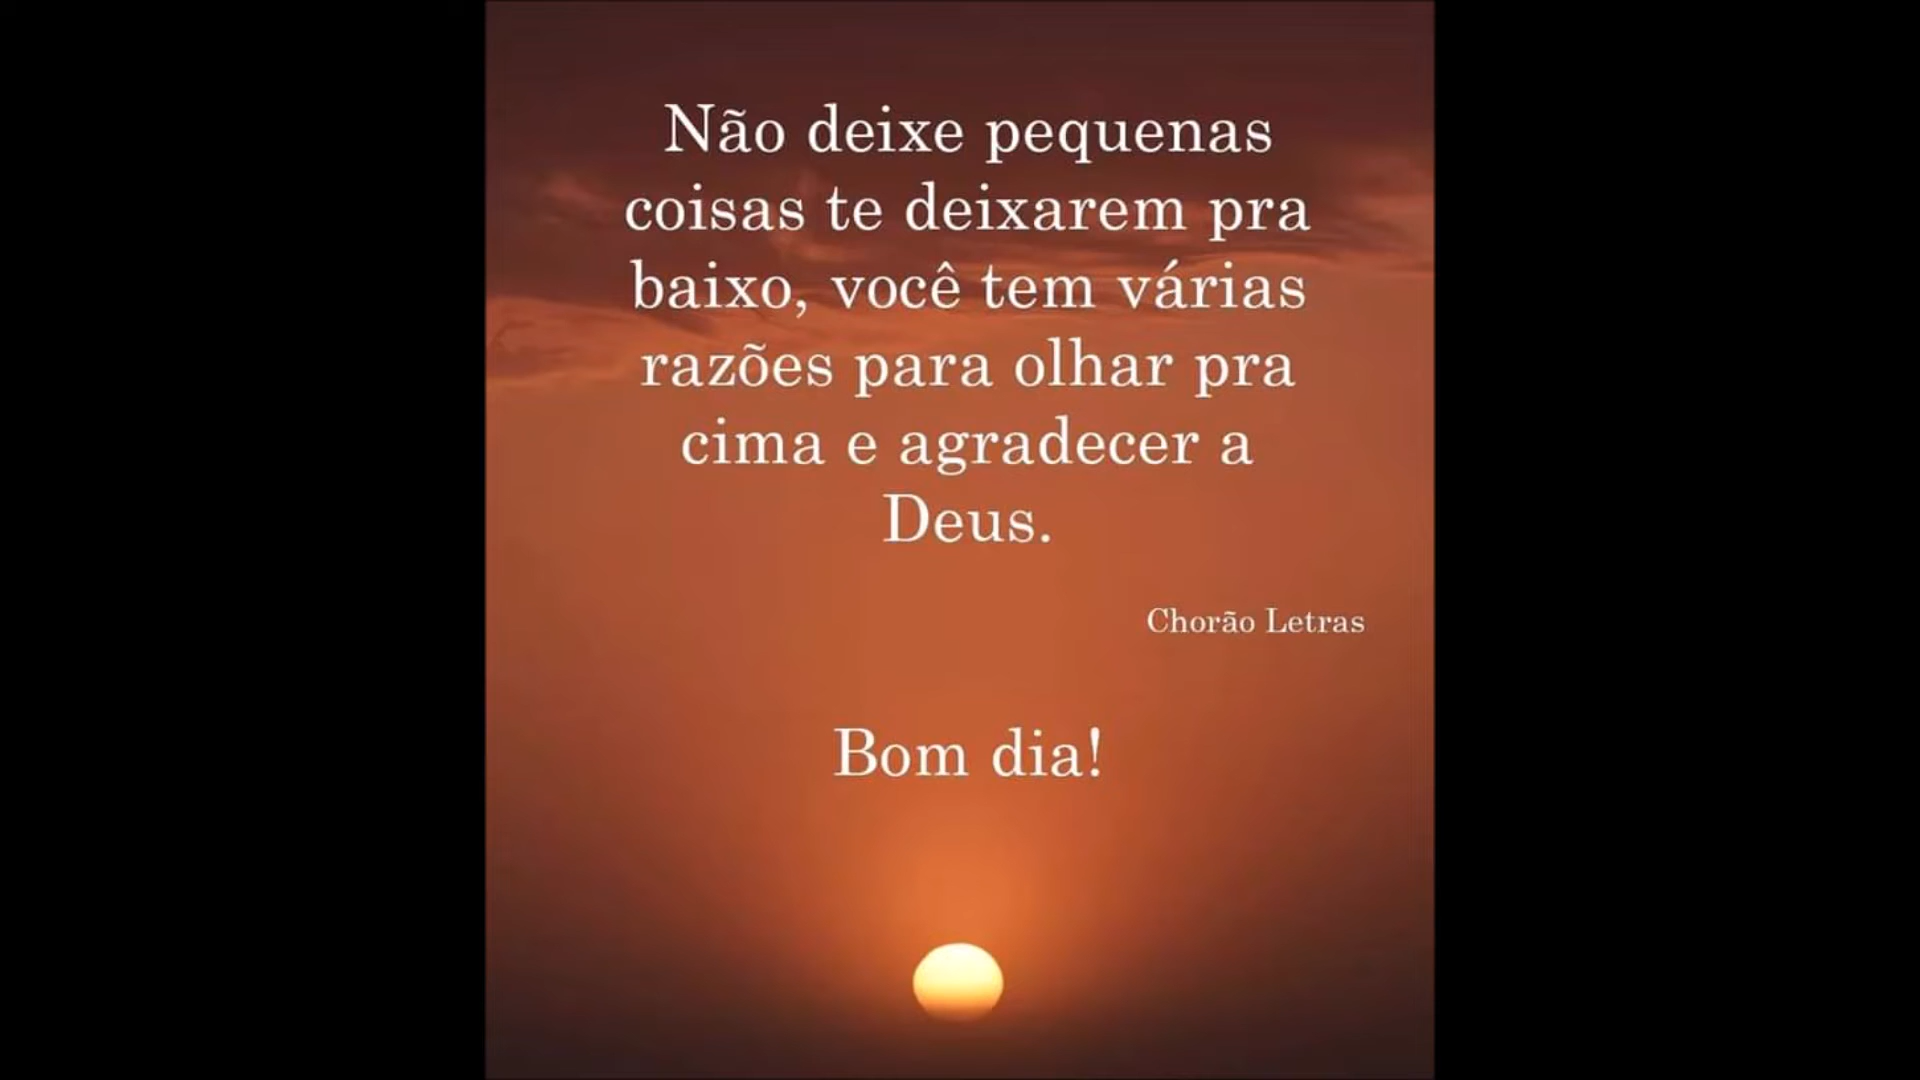 Não deixe pequenas
coisas te deixarem pra
baixo, você tem várias
razões para olhar pra
cima e agradecer a
Deus.
Chorão Letras
Bom dia!